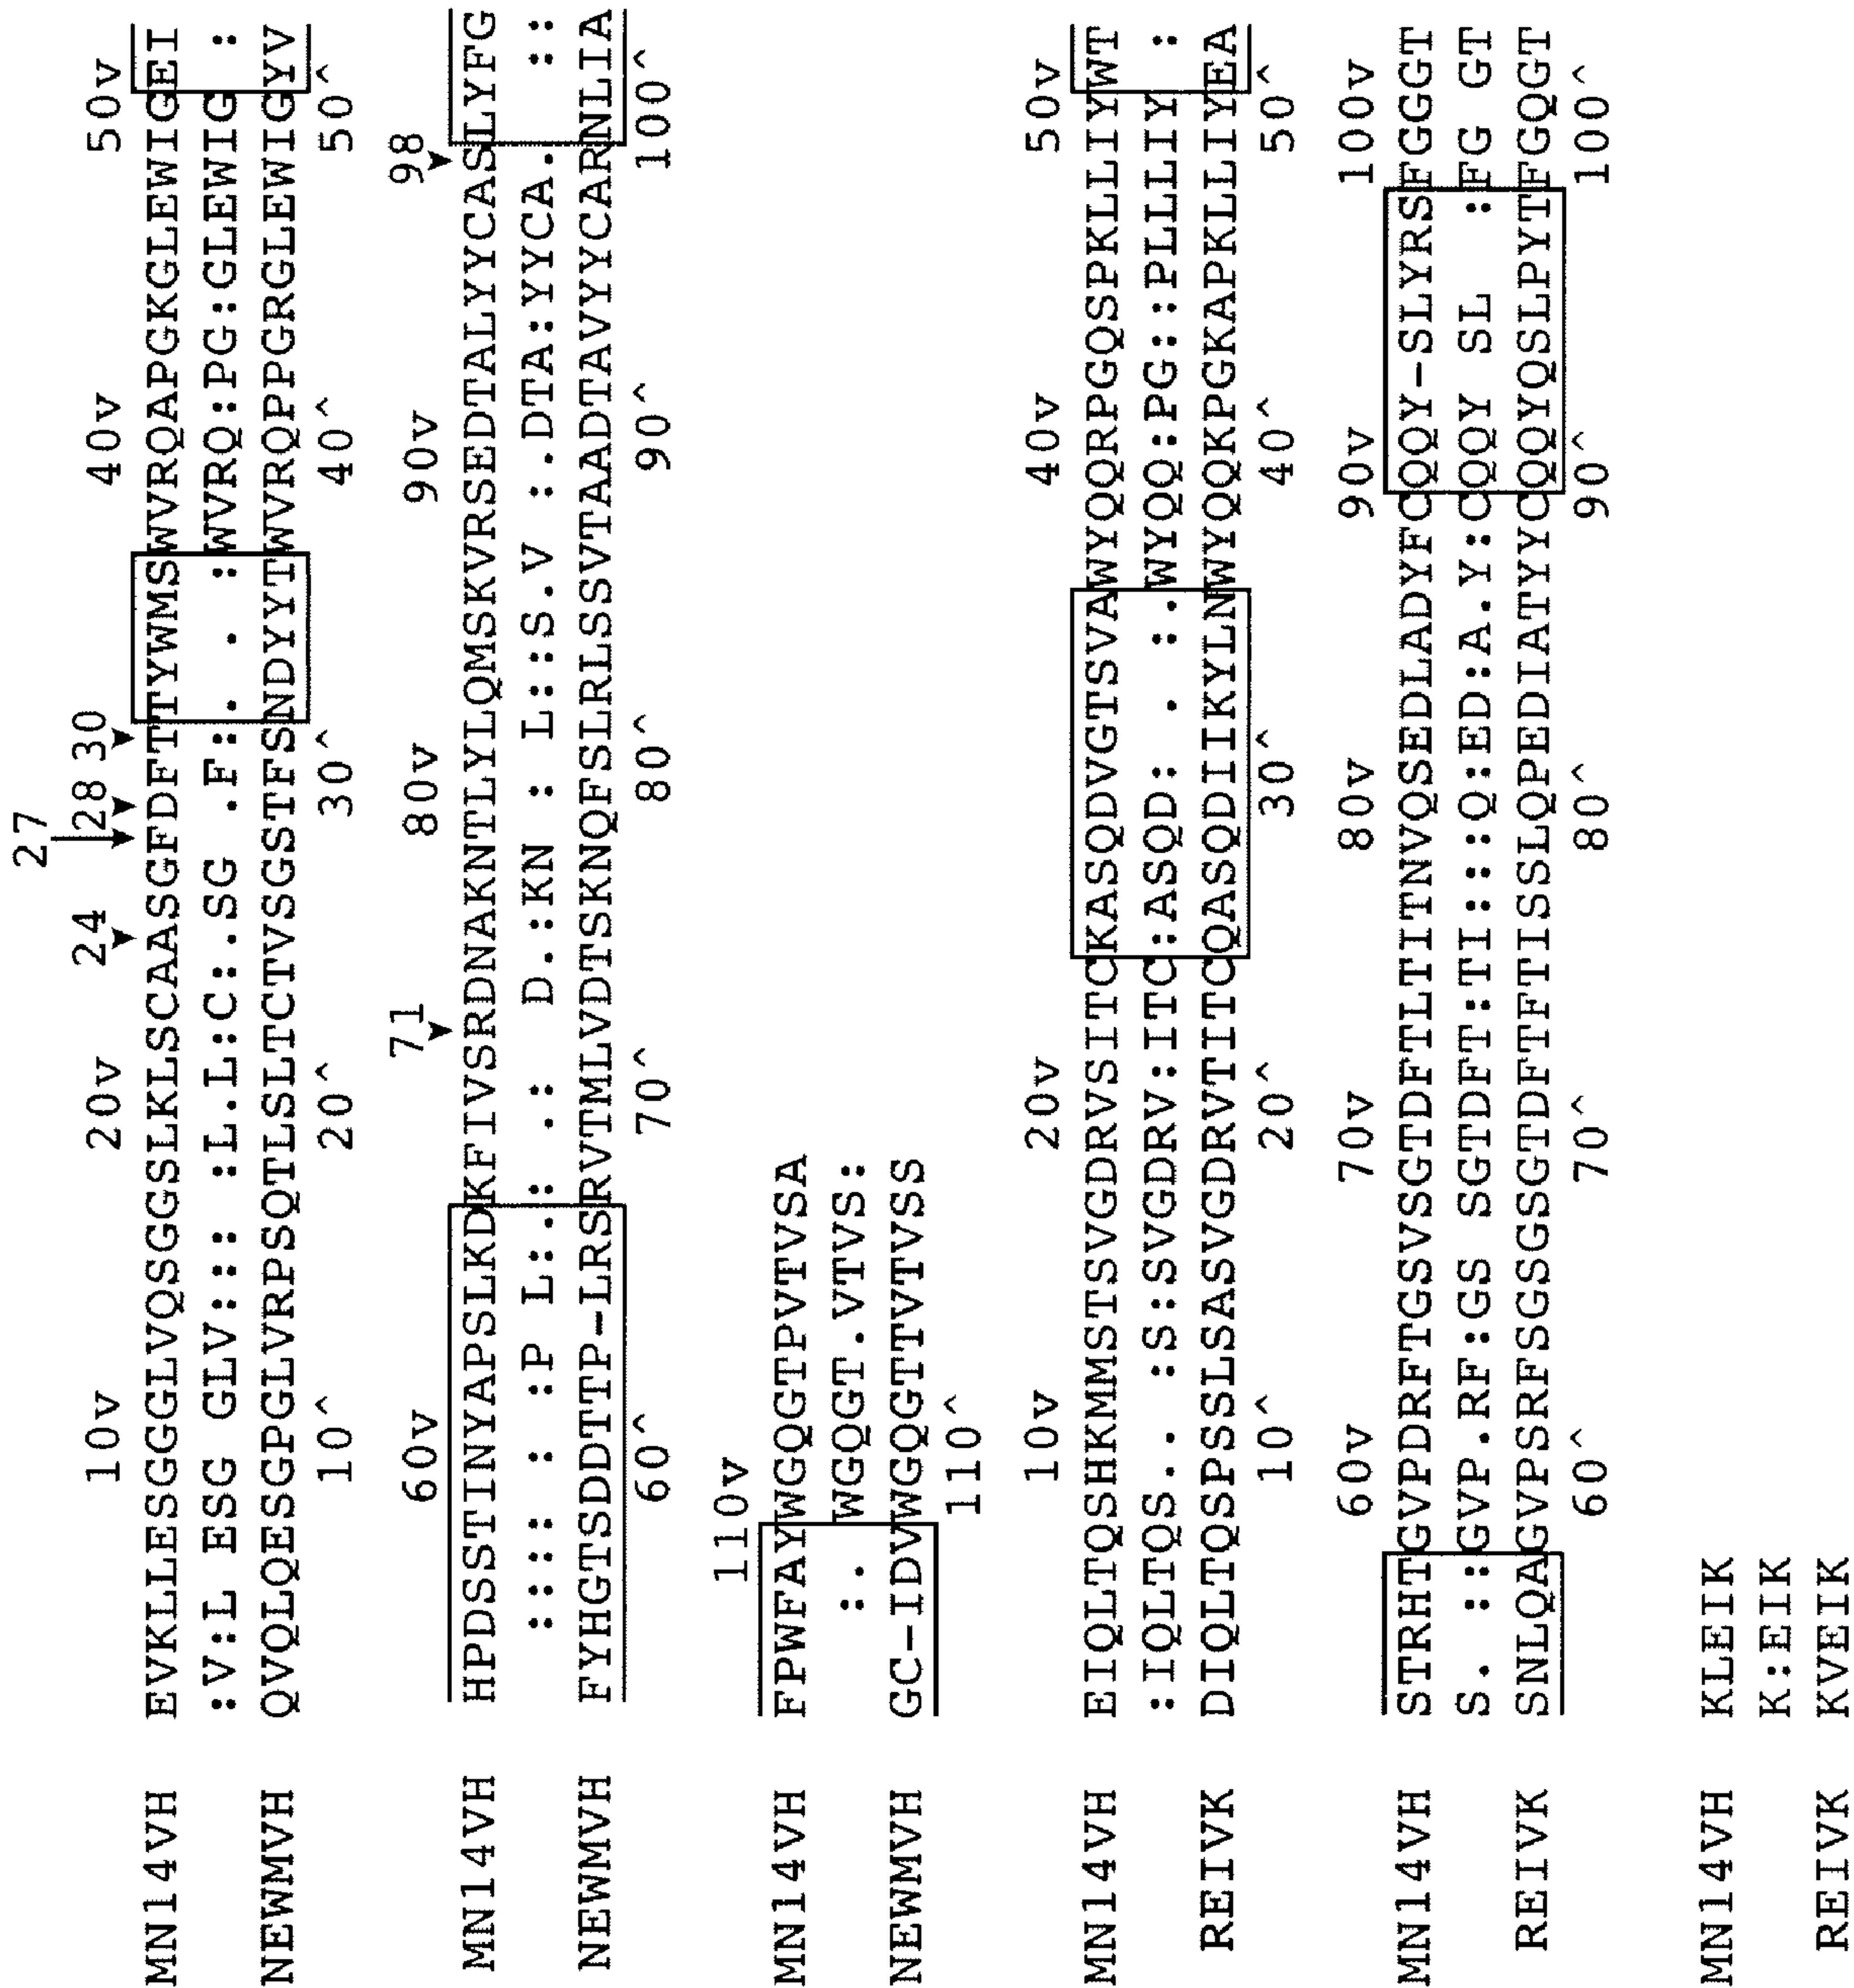 27
24 28 30
10v 20v 40v 50v
MN14VH EVKLLESGGGLVQSGGSLKLSCAASGFDFTTYWMSWVRQAPGKGLEWIGEI
:V:L ESG GLV::: :L.L:C:.SG .F:. . :WVRQ:PG:GLEWIG :
NEWMVH QVQLQESGPGLVRPSQTLSLTCTVSGSTFSNDYYTWVRQPPGRGLEWIGYV
10^ 20^ 30^ 40^ 50^
71 98
60v 80v 90v
MN14VH HPDSSTINYAPSLKDKFIVSRDNAKNTLYLQMSKVRSEDTALYYCASLYFG
:::: : :P L:.: .: D.:KN : L::S.V :.DTA:YYCA. ::
NEWMVH FYHGTSDDTTP-LRSRVTMLVDTSKNQFSLRLSSVTAADTAVYYCARNLIA
60^ 70^ 80^ 90^ 100^
110v
MN14VH FPWFAYWGQGTPVTVSA
:. WGQGT.VTVS:
NEWMVH GC-IDVWGQGTTVTVSS
110^
10v 20v 40v 50v
MN14VH EIQLTQSHKMMSTSVGDRVSITCKASQDVGTSVAWYQQRPGQSPKLLIYWT
:IQLTQS.. :S:SVGDRV:ITC:ASQD: . :.WYQQ:PG::PLLLIY :
REIVK DIQLTQSPSSLSASVGDRVTITCQASQDIIKYLNWYQQKPGKAPKLLIYEA
10^ 20^ 30^ 40^ 50^
60v 70v 80v 90v 100v
MN14VH STRHTGVPDRFTGSVSGTDFTLTITNVQSEDLADYFCQQY-SLYRSFGGGT
S. ::GVP.RF:GS SGTDFT:TI:::Q:ED:A.Y:CQQY SL :FG GT
REIVK SNLQAGVPSRFSGSGSGTDFTFTISSLQPEDIATYYCQQYQSLPYTFGQGT
60^ 70^ 80^ 90^ 100^
MN14VH KLEIK
K:EIK
REIVK KVEIK